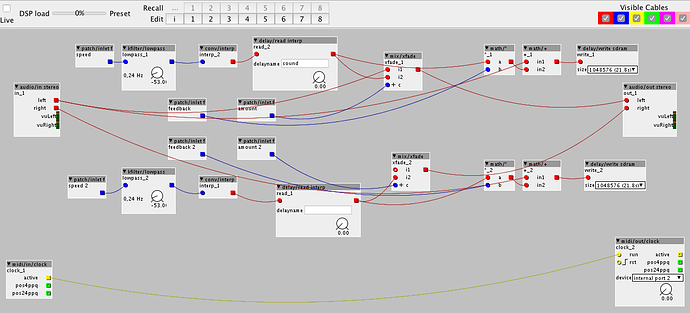 Live
DSP load 0% Preset
Recall ... 1 2 3 4 5 6 7 8
Edit i 1 2 3 4 5 6 7 8
Visible Cables
patch/inlet f
speed
kfilter/lowpass
lowpass_1
0,24 Hz
-53.0
conv/interp
interp_2
delay/read interp
read_2
delayname sound
0.00
mix/xfade
xfade_1
i1
i2
c
math/*
*_1
a
b
math/+
+_1
in1
in2
delay/write sdram
write_1
size 1048576 (21.8s)
audio/in stereo
in_1
left
right
vuLeft
vuRight
patch/inlet f
feedback
patch/inlet f
amount
audio/out stereo
out_1
left
right
vuLeft
vuRight
patch/inlet f
feedback 2
patch/inlet f
amount 2
patch/inlet f
speed 2
kfilter/lowpass
lowpass_2
0,24 Hz
-53.0
conv/interp
interp_1
delay/read interp
read_1
delayname
0.00
mix/xfade
xfade_2
i1
i2
c
math/*
*_2
a
b
math/+
+_2
in1
in2
delay/write sdram
write_2
size 1048576 (21.8s)
midi/in/clock
clock_1
active
pos4ppq
pos24ppq
midi/out/clock
clock_2
run active
rst pos4ppq
pos24ppq
device internal port 2
0.00